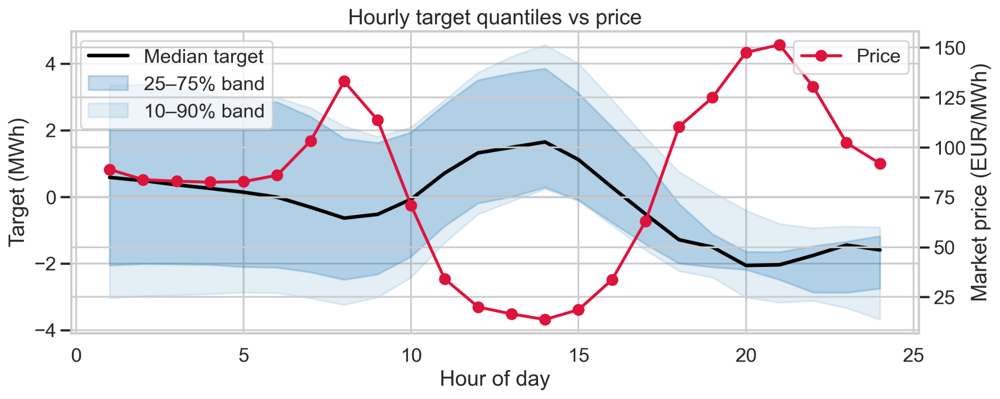 Hourly target quantiles vs price
Median target
25–75% band
10–90% band
Price
Target (MWh)
4
2
0
−2
−4
150
125
100
75
50
25
Market price (EUR/MWh)
0 5 10 15 20 25
Hour of day